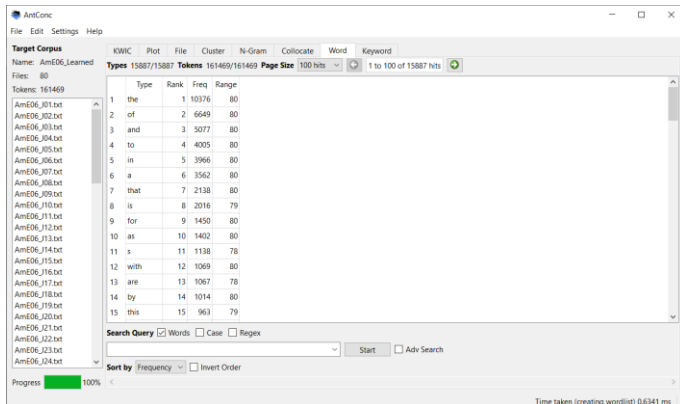 AntConc
File Edit Settings Help
Target Corpus
Name: AmE06_Learned
Files: 80
Tokens: 161469
AmE06_J01.txt
AmE06_J02.txt
AmE06_J03.txt
AmE06_J04.txt
AmE06_J05.txt
AmE06_J06.txt
AmE06_J07.txt
AmE06_J08.txt
AmE06_J09.txt
AmE06_J10.txt
AmE06_J11.txt
AmE06_J12.txt
AmE06_J13.txt
AmE06_J14.txt
AmE06_J15.txt
AmE06_J16.txt
AmE06_J17.txt
AmE06_J18.txt
AmE06_J19.txt
AmE06_J20.txt
AmE06_J21.txt
AmE06_J22.txt
AmE06_J23.txt
AmE06_J24.txt
Progress 100%
KWIC Plot File Cluster N-Gram Collocate Word Keyword
Types 15887/15887 Tokens 161469/161469 Page Size 100 hits 1 to 100 of 15887 hits
Type Rank Freq Range
1 the 1 10376 80
2 of 2 6649 80
3 and 3 5077 80
4 to 4 4005 80
5 in 5 3966 80
6 a 6 3562 80
7 that 7 2138 80
8 is 8 2016 79
9 for 9 1450 80
10 as 10 1402 80
11 s 11 1138 78
12 with 12 1069 80
13 are 13 1067 78
14 by 14 1014 80
15 this 15 963 79
Search Query Words Case Regex
Start Adv Search
Sort by Frequency Invert Order
Time taken (creating wordlist) 0.6341 ms